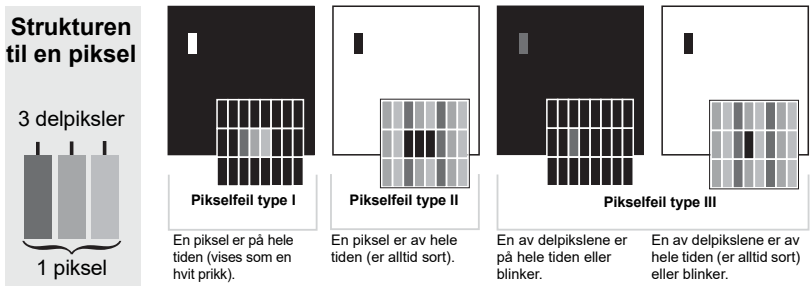 Strukturen
til en piksel
3 delpiksler
1 piksel
Pikselfeil type I
En piksel er på hele
tiden (vises som en
hvit prikk).
Pikselfeil type II
En piksel er av hele
tiden (er alltid sort).
Pikselfeil type III
En av delpikslene er
på hele tiden eller
blinker.
En av delpikslene er av
hele tiden (er alltid sort)
eller blinker.